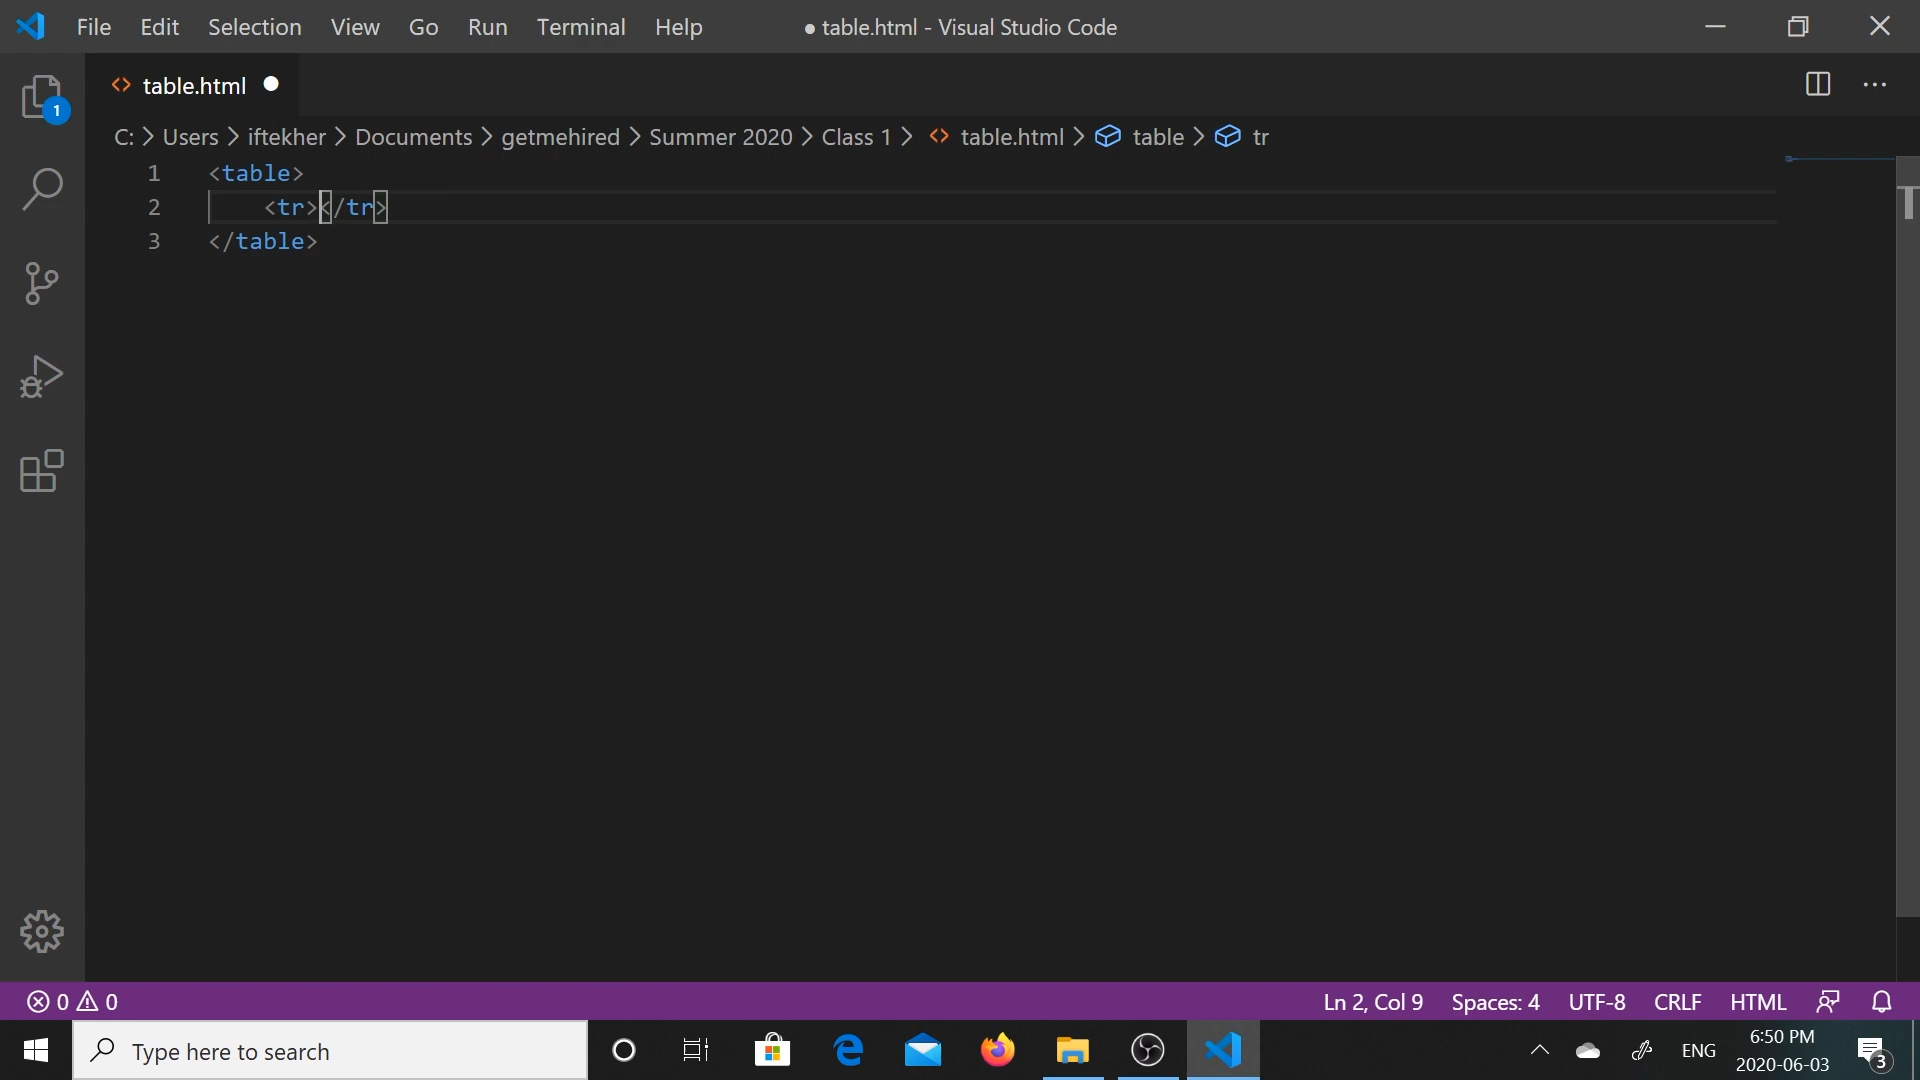 File Edit Selection View Go Run Terminal Help ● table.html - Visual Studio Code
table.html
1
C: > Users > iftekher > Documents > getmehired > Summer 2020 > Class 1 > table.html > table > tr
1 <table>
2 <tr></tr>
3 </table>
0 0 Ln 2, Col 9 Spaces: 4 UTF-8 CRLF HTML
Type here to search
ENG
6:50 PM
2020-06-03
3